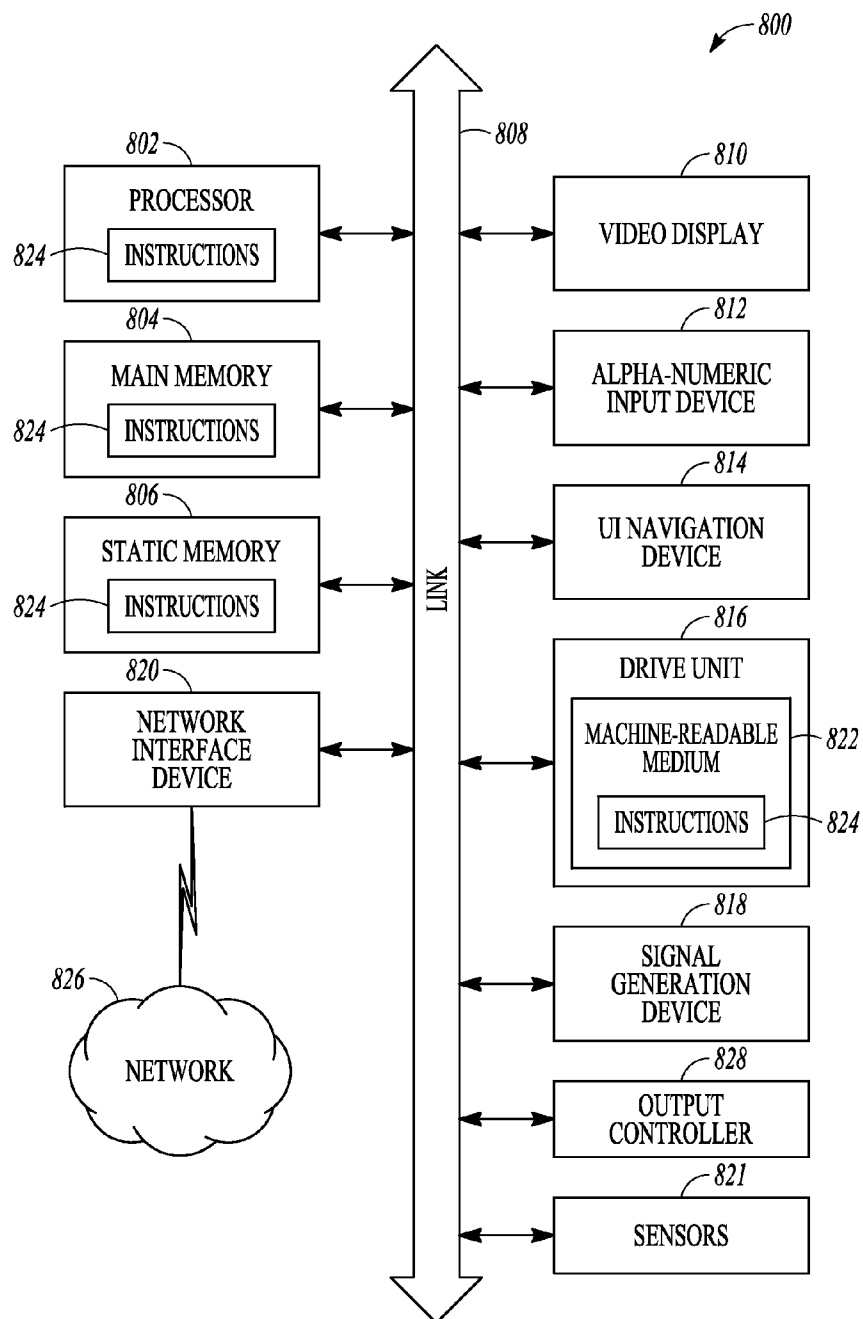 800
808
802
PROCESSOR
824
INSTRUCTIONS
804
MAIN MEMORY
824
INSTRUCTIONS
806
STATIC MEMORY
824
INSTRUCTIONS
820
NETWORK
INTERFACE
DEVICE
826
NETWORK
LINK
810
VIDEO DISPLAY
812
ALPHA-NUMERIC
INPUT DEVICE
814
UI NAVIGATION
DEVICE
816
DRIVE UNIT
MACHINE-READABLE
MEDIUM
822
INSTRUCTIONS
824
818
SIGNAL
GENERATION
DEVICE
828
OUTPUT
CONTROLLER
821
SENSORS